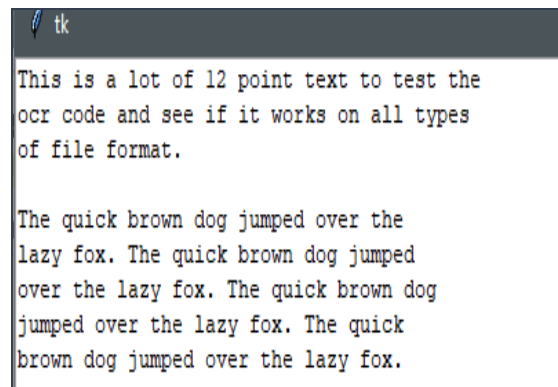 tk
This is a lot of 12 point text to test the
ocr code and see if it works on all types
of file format.

The quick brown dog jumped over the
lazy fox. The quick brown dog jumped
over the lazy fox. The quick brown dog
jumped over the lazy fox. The quick
brown dog jumped over the lazy fox.